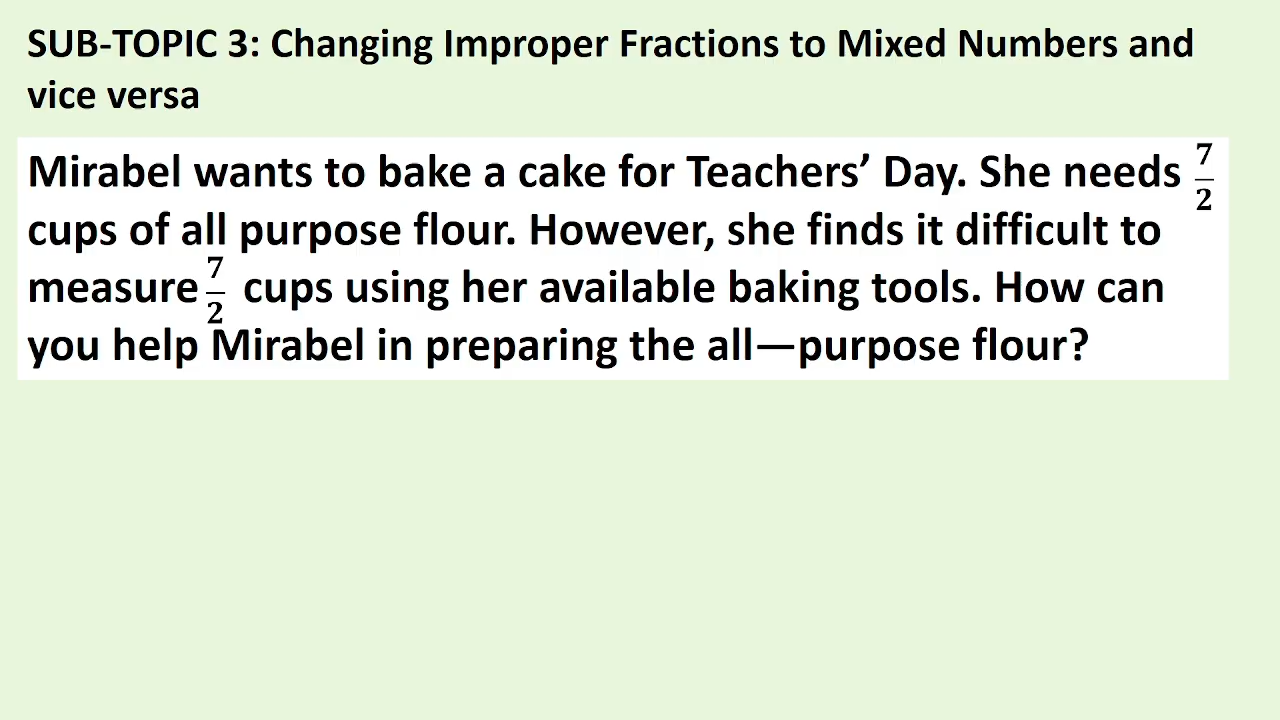 SUB-TOPIC 3: Changing Improper Fractions to Mixed Numbers and
vice versa
Mirabel wants to bake a cake for Teachers’ Day. She needs 7/2
cups of all purpose flour. However, she finds it difficult to
measure 7/2 cups using her available baking tools. How can
you help Mirabel in preparing the all—purpose flour?